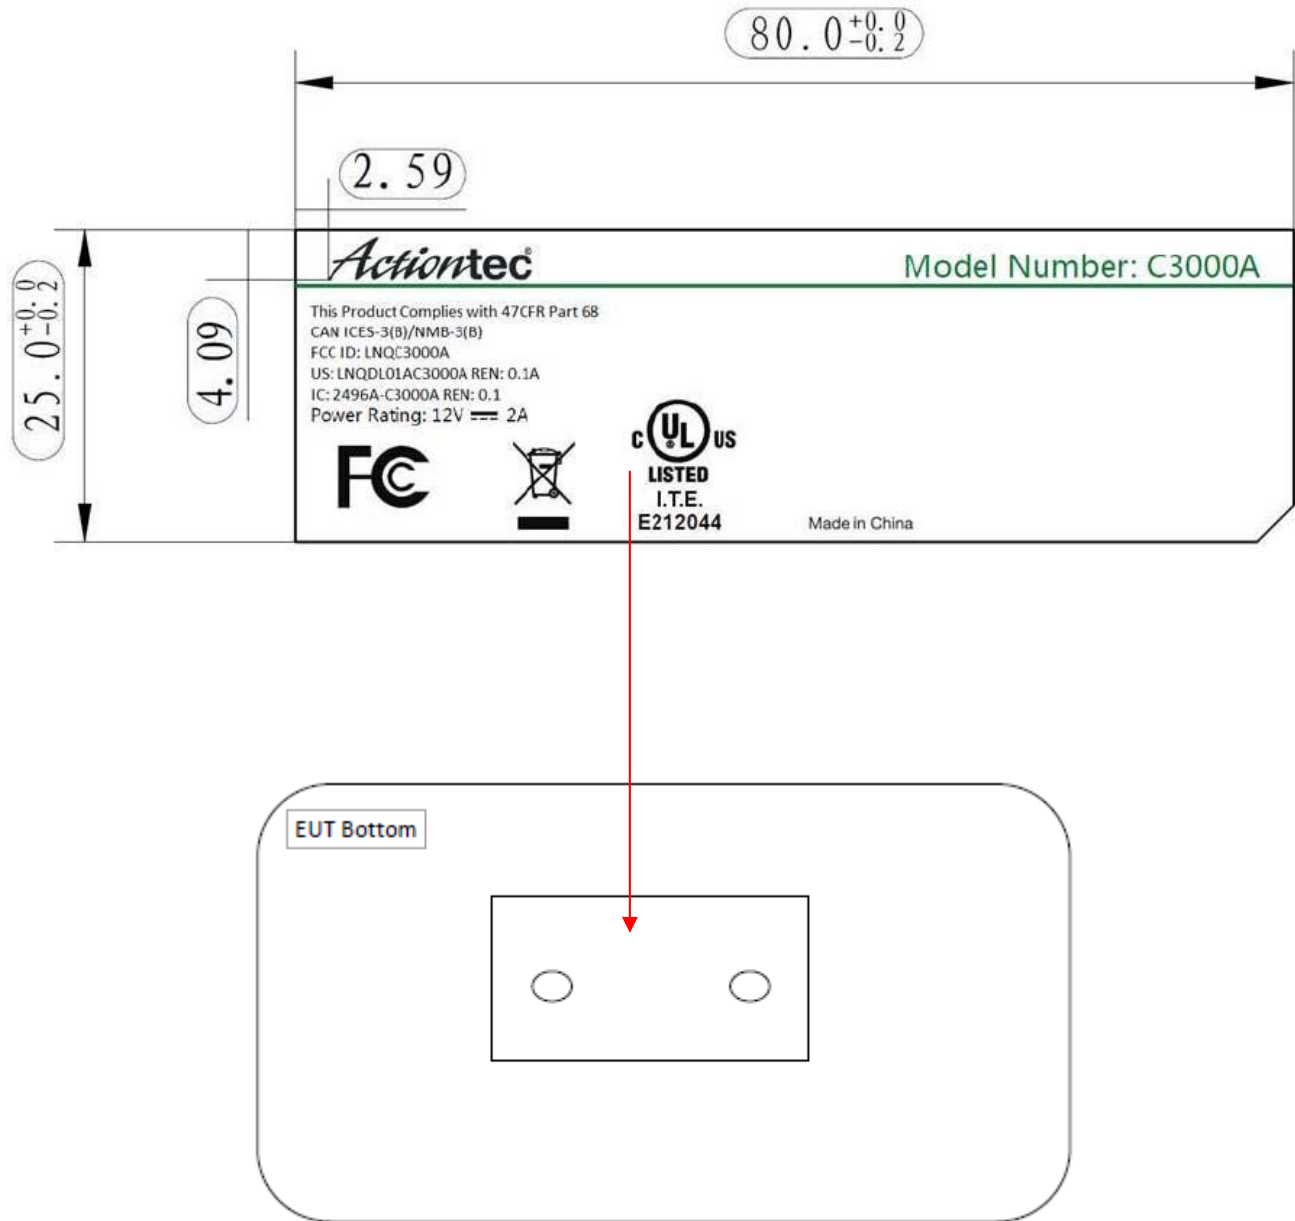 80.0 +0.0 -0.2
2.59
Actiontec®
Model Number: C3000A
25.0 +0.0 -0.2
4.09
This Product Complies with 47CFR Part 68
CAN ICES-3(B)/NMB-3(B)
FCC ID: LNQC3000A
US: LNQDL01AC3000A REN: 0.1A
IC: 2496A-C3000A REN: 0.1
Power Rating: 12V ⎓ 2A
FC
C UL® US
LISTED
I.T.E.
E212044
Made in China
EUT Bottom